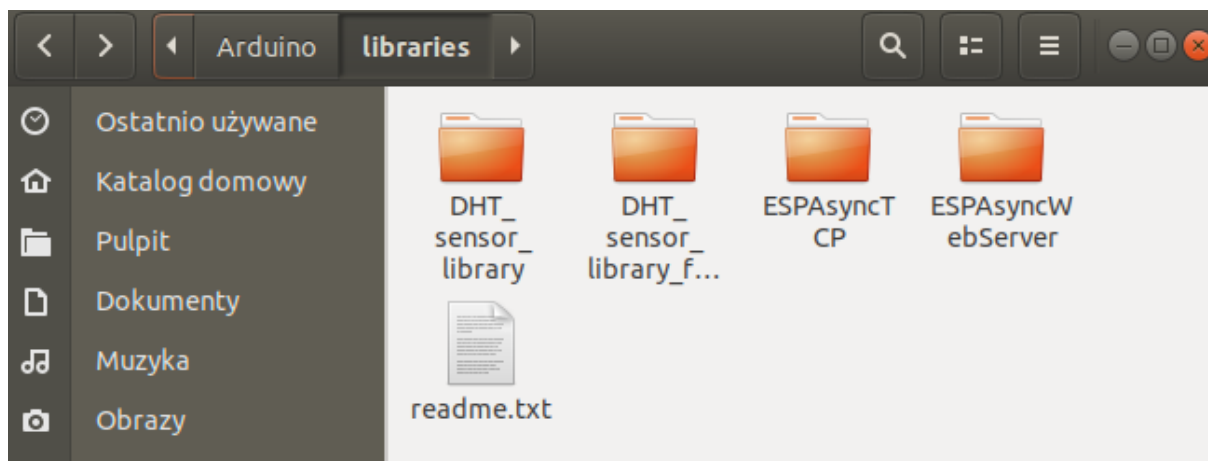 Arduino libraries
Ostatnio używane
Katalog domowy
Pulpit
Dokumenty
Muzyka
Obrazy
DHT_
sensor_
library
DHT_
sensor_
library_f...
ESPAsyncT
CP
ESPAsyncW
ebServer
readme.txt